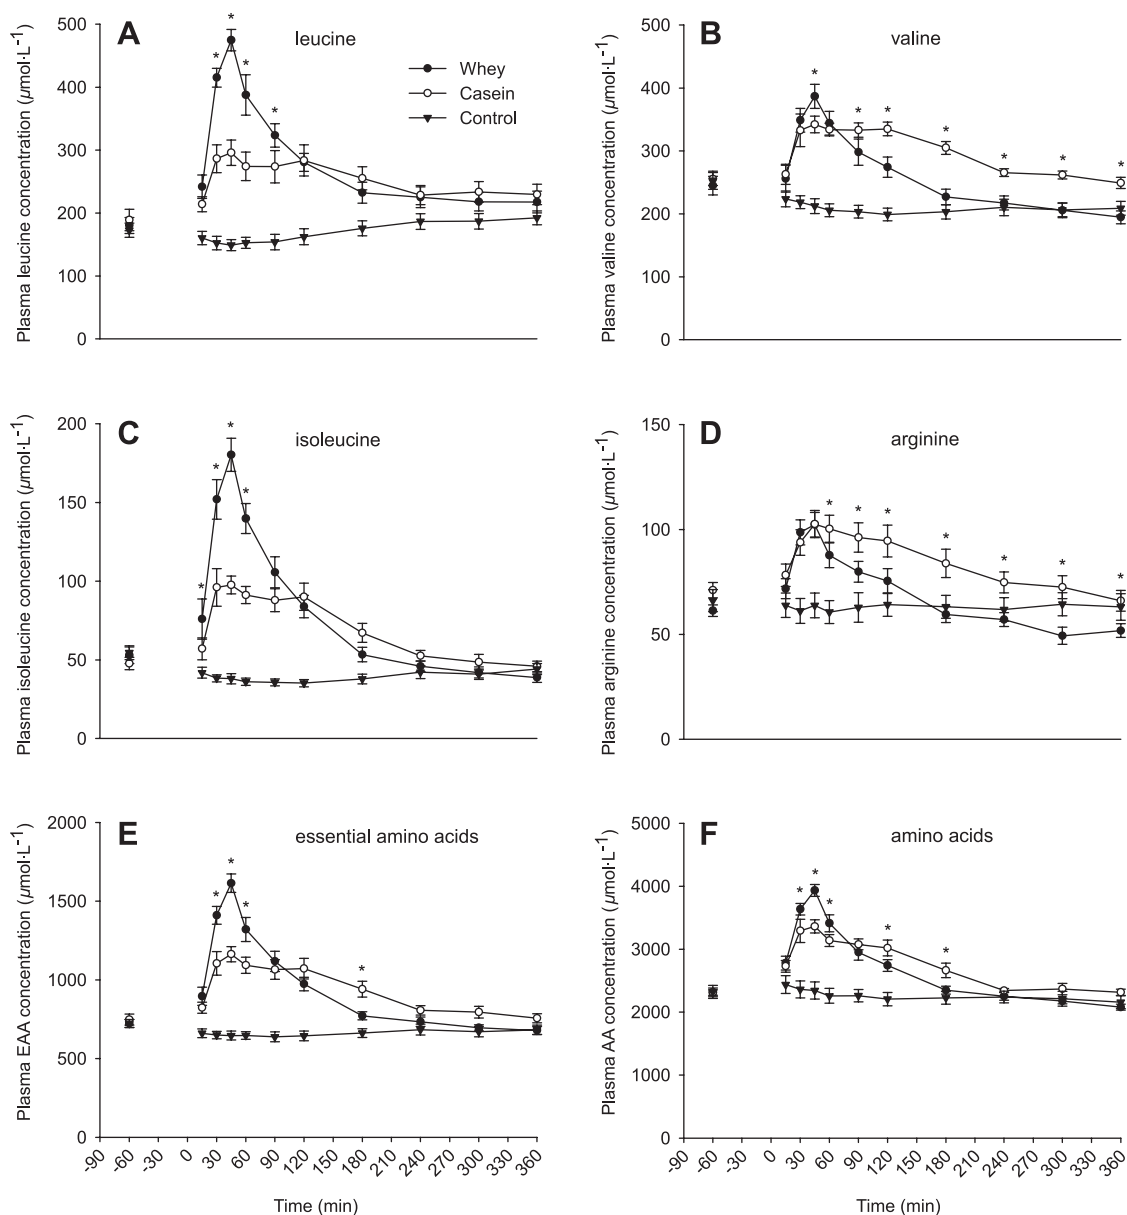 A
leucine
Plasma leucine concentration (µmol·L⁻¹)
500
400
300
200
100
0
* * * *
Whey
Casein
Control
B
valine
Plasma valine concentration (µmol·L⁻¹)
500
400
300
200
100
0
* * * * * * *
C
isoleucine
Plasma isoleucine concentration (µmol·L⁻¹)
200
150
100
50
0
* * * *
D
arginine
Plasma arginine concentration (µmol·L⁻¹)
150
100
50
0
* * * * * * *
E
essential amino acids
Plasma EAA concentration (µmol·L⁻¹)
2000
1500
1000
500
0
* * * *
-90 -60 -30 0 30 60 90 120 150 180 210 240 270 300 330 360
Time (min)
F
amino acids
Plasma AA concentration (µmol·L⁻¹)
5000
4000
3000
2000
1000
0
* * * * *
-90 -60 -30 0 30 60 90 120 150 180 210 240 270 300 330 360
Time (min)